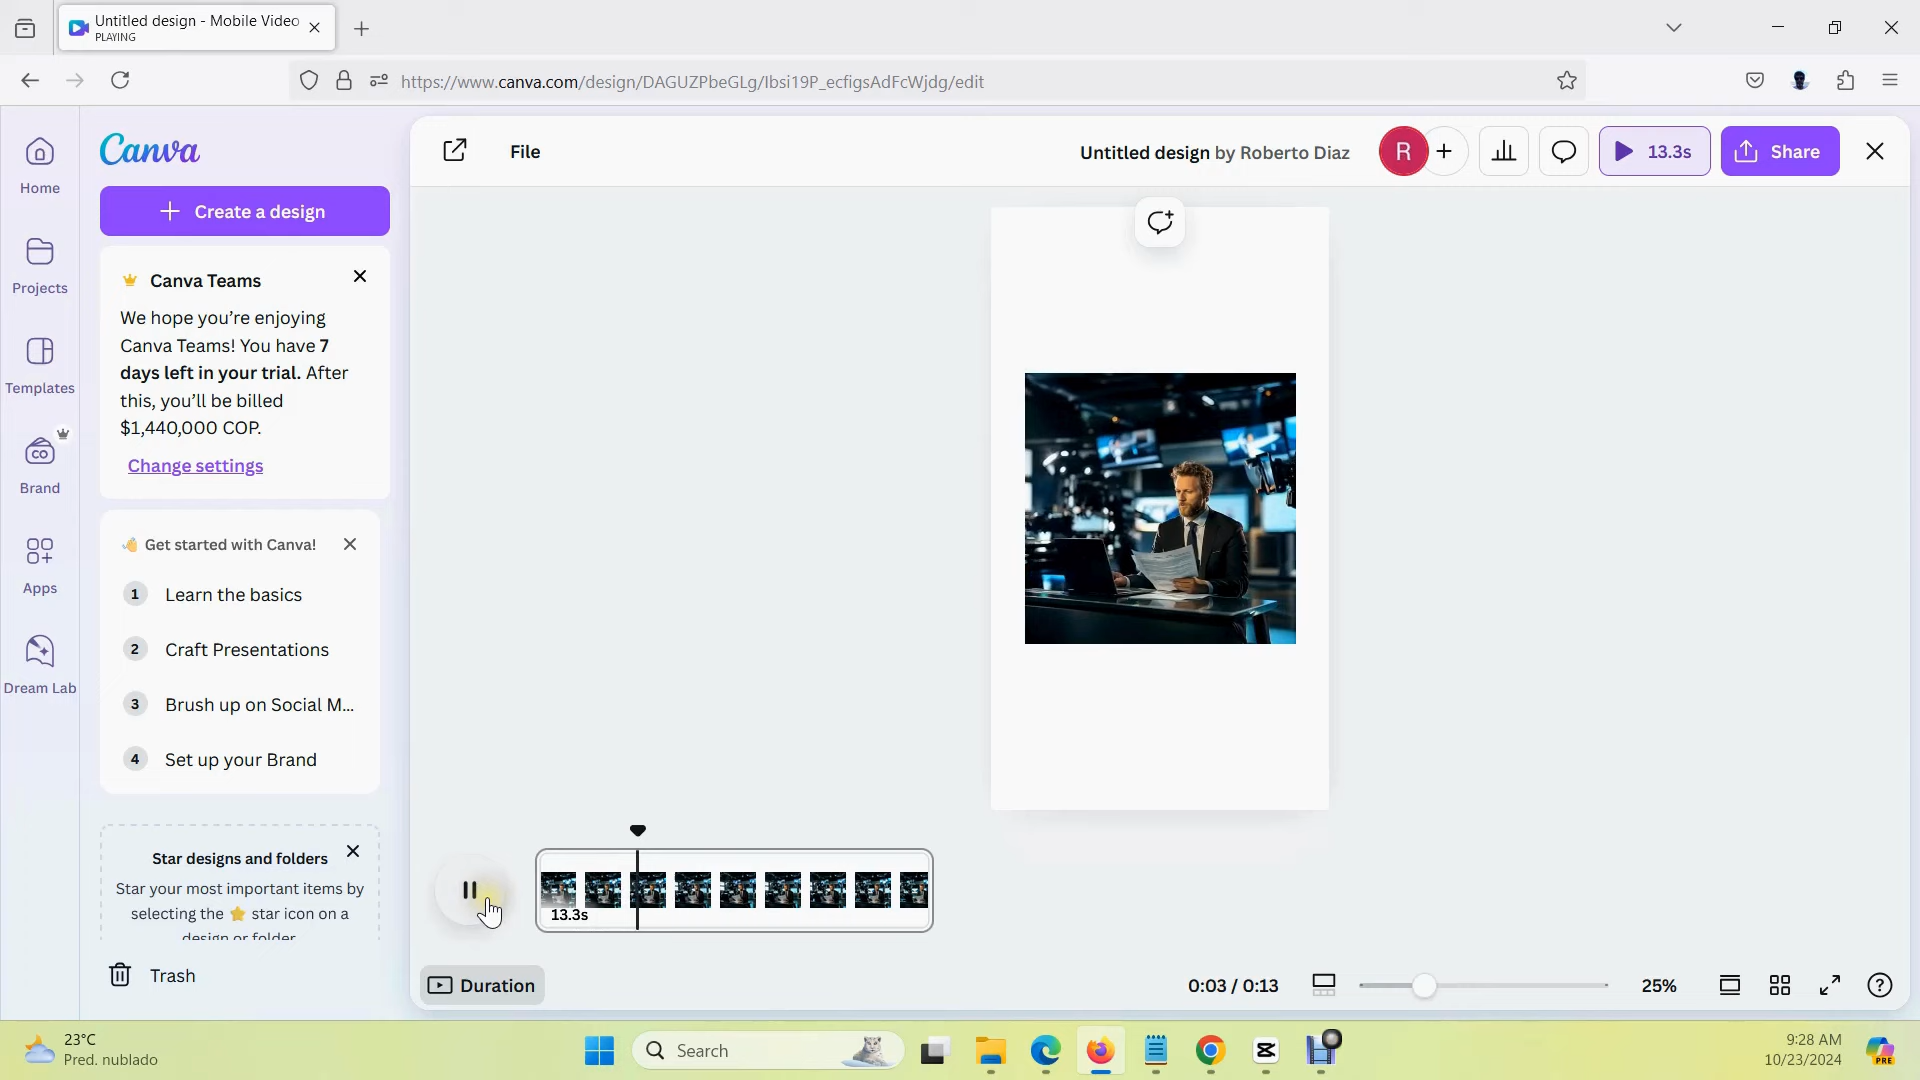 Untitled design - Mobile Video
PLAYING
https://www.canva.com/design/DAGUZPbeGLg/Ibsi19P_ecfigsAdFcWjdg/edit
Home
Projects
Templates
Brand
Apps
Dream Lab
Canva
Create a design
Canva Teams
We hope you're enjoying
Canva Teams! You have 7
days left in your trial. After
this, you'll be billed
$1,440,000 COP.
Change settings
Get started with Canva!
1 Learn the basics
2 Craft Presentations
3 Brush up on Social M...
4 Set up your Brand
Star designs and folders
Star your most important items by
selecting the ⭐ star icon on a
design or folder
Trash
File
Untitled design by Roberto Diaz
R
13.3s
Share
13.3s
Duration
0:03 / 0:13
25%
23°C
Pred. nublado
Search
PRE
9:28 AM
10/23/2024